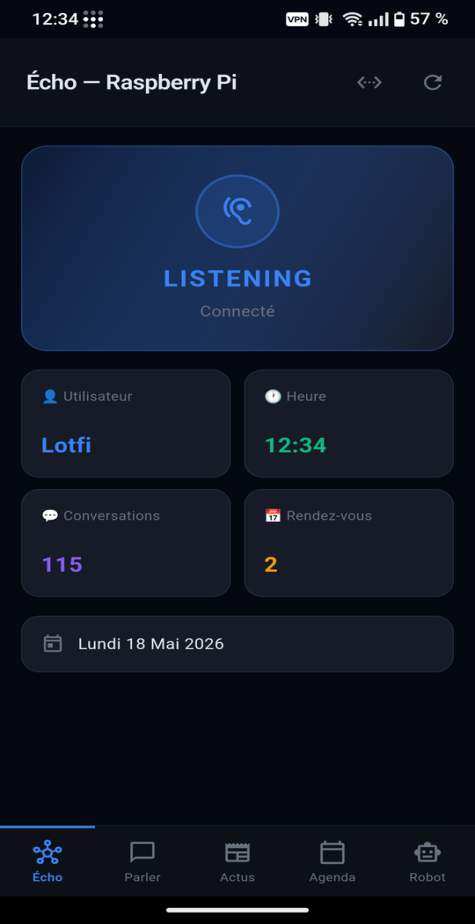 12:34 VPN 57 %
Écho — Raspberry Pi
LISTENING
Connecté
Utilisateur
Heure
Lotfi
12:34
Conversations
Rendez-vous
115
2
Lundi 18 Mai 2026
Écho
Parler
Actus
Agenda
Robot